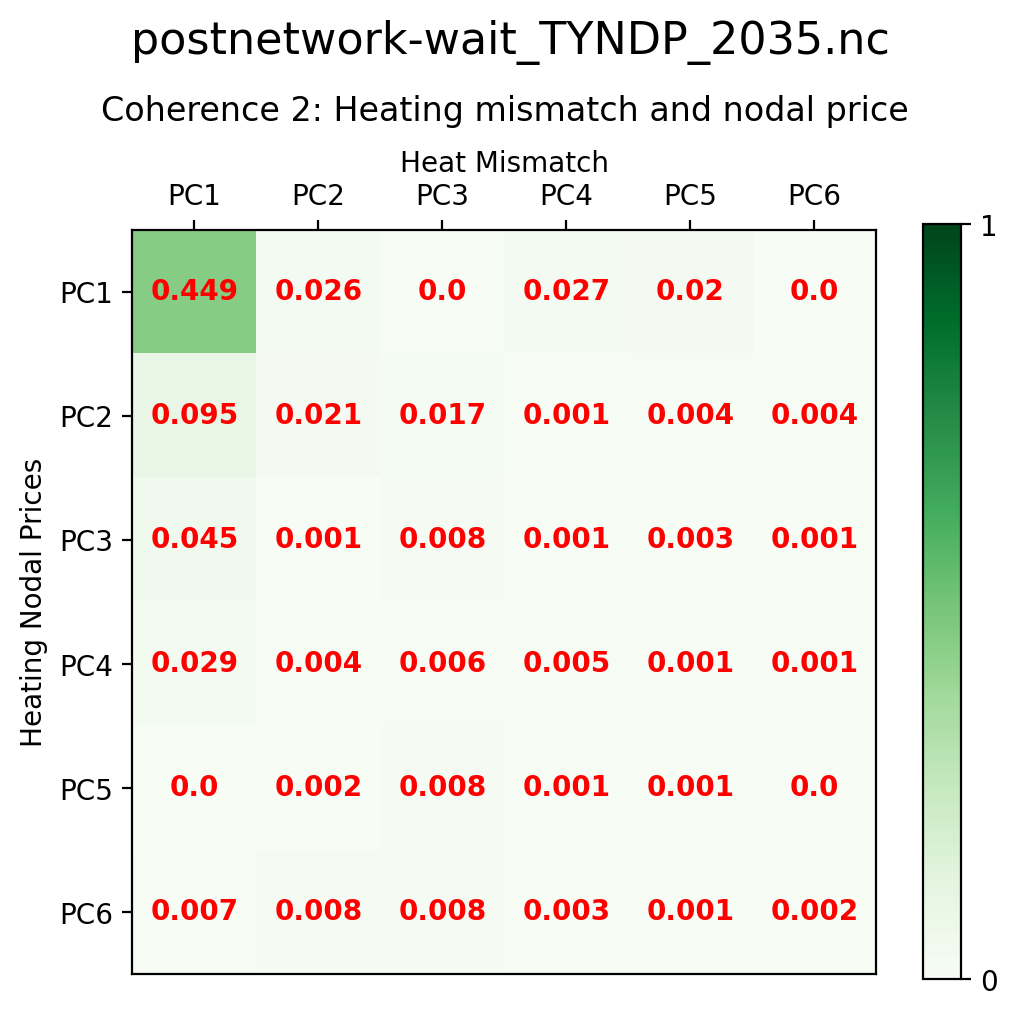 postnetwork-wait_TYNDP_2035.nc
Coherence 2: Heating mismatch and nodal price
Heat Mismatch
PC1 PC2 PC3 PC4 PC5 PC6
PC1 0.449 0.026 0.0 0.027 0.02 0.0
PC2 0.095 0.021 0.017 0.001 0.004 0.004
PC3 0.045 0.001 0.008 0.001 0.003 0.001
PC4 0.029 0.004 0.006 0.005 0.001 0.001
PC5 0.0 0.002 0.008 0.001 0.001 0.0
PC6 0.007 0.008 0.008 0.003 0.001 0.002
Heating Nodal Prices
1
0